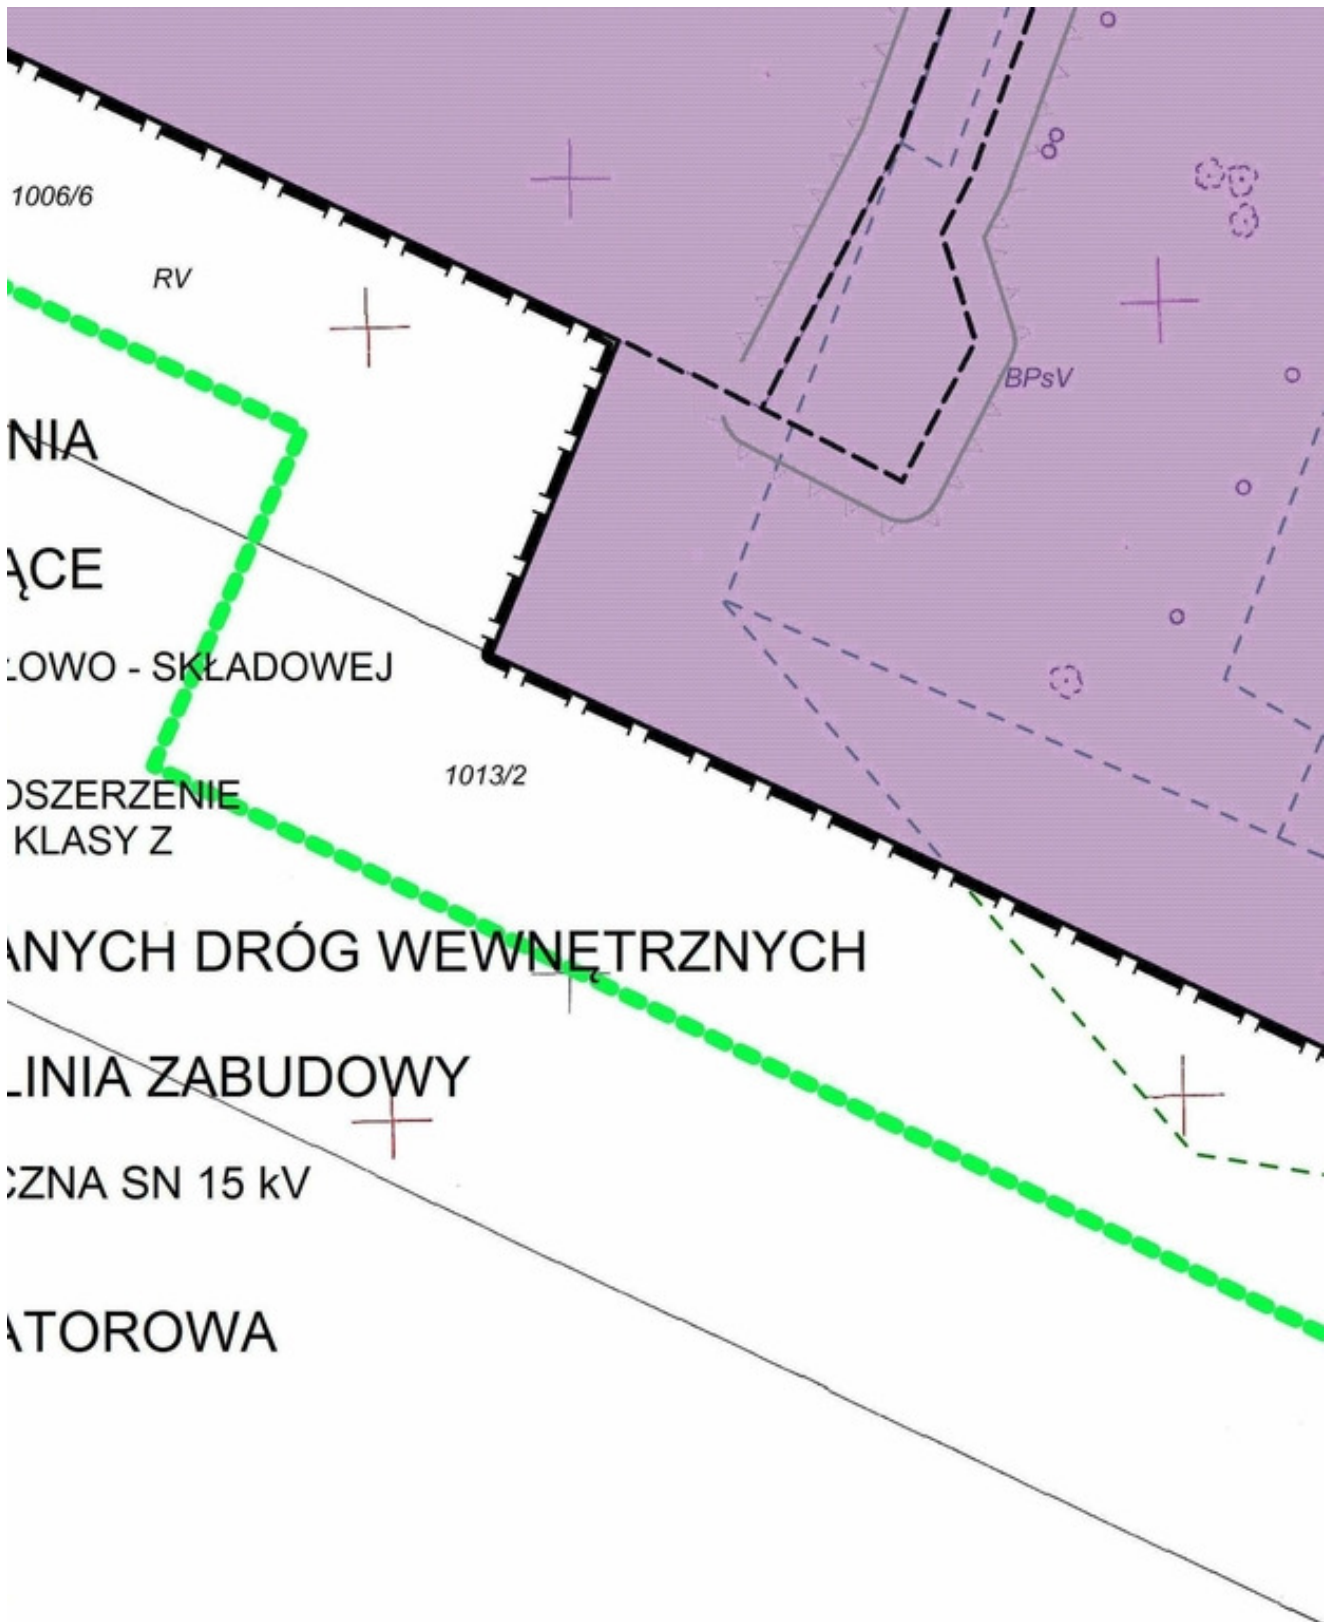 1006/6
RV
BPsV
NIA
ĄCE
ŁOWO - SKŁADOWEJ
1013/2
OSZERZENIE
KLASY Z
ANYCH DRÓG WEWNĘTRZNYCH
LINIA ZABUDOWY
CZNA SN 15 kV
ATOROWA